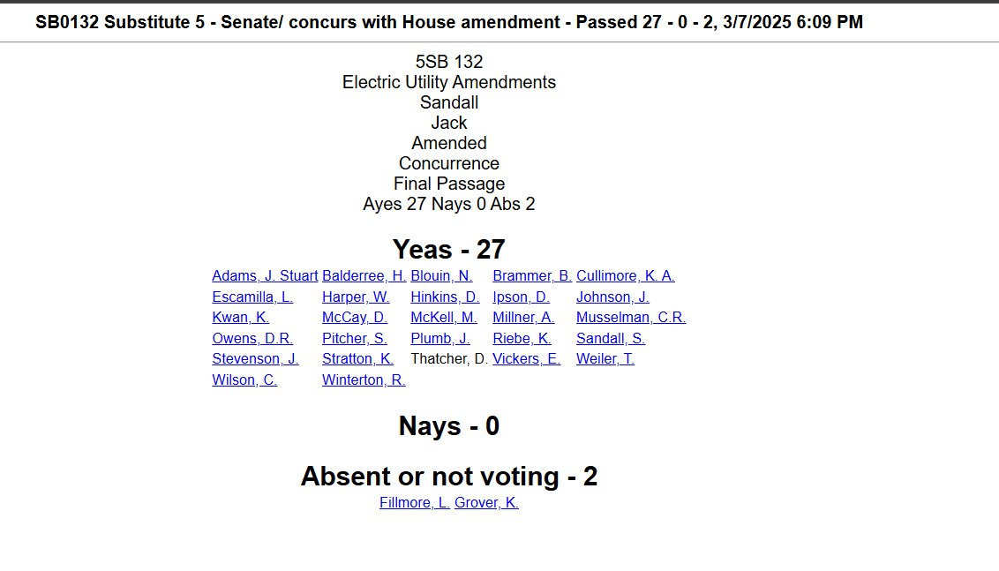 SB0132 Substitute 5 - Senate/ concurs with House amendment - Passed 27 - 0 - 2, 3/7/2025 6:09 PM
5SB 132
Electric Utility Amendments
Sandall
Jack
Amended
Concurrence
Final Passage
Ayes 27 Nays 0 Abs 2
Yeas - 27
Adams, J. Stuart Balderree, H. Blouin, N. Brammer, B. Cullimore, K. A.
Escamilla, L. Harper, W. Hinkins, D. Ipson, D. Johnson, J.
Kwan, K. McCay, D. McKell, M. Millner, A. Musselman, C.R.
Owens, D.R. Pitcher, S. Plumb, J. Riebe, K. Sandall, S.
Stevenson, J. Stratton, K. Thatcher, D. Vickers, E. Weiler, T.
Wilson, C. Winterton, R.
Nays - 0
Absent or not voting - 2
Fillmore, L. Grover, K.